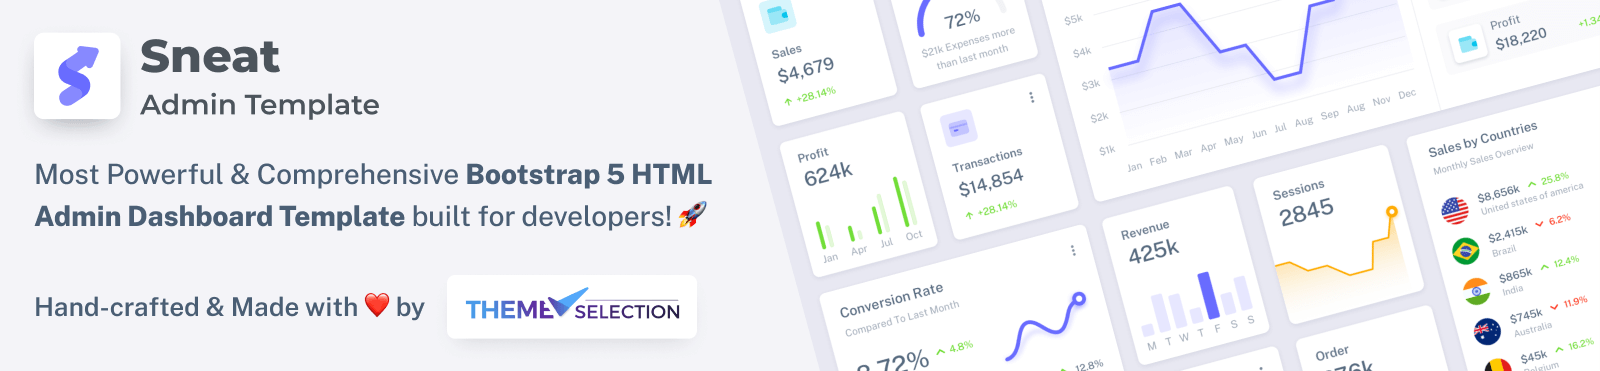 Sneat
Admin Template
Most Powerful & Comprehensive Bootstrap 5 HTML
Admin Dashboard Template built for developers! 🚀
Hand-crafted & Made with ❤️ by
THEME SELECTION
Sales
$4,679
+28.14%
72%
$21k Expenses more
than last month
Profit
624k
Jan Apr Jul Oct
Transactions
$14,854
+28.14%
Conversion Rate
Compared To Last Month
4.8%
12.8%
$5k
$4k
$3k
$2k
$1k
Jan Feb Mar Apr May Jun Jul Aug Sep Aug Nov Dec
Profit
$18,220
Revenue
425k
M T W T F S S
Sessions
2845
Order
Sales by Countries
Monthly Sales Overview
$8,656k 25.8%
United states of america
$2,415k 6.2%
Brazil
$865k 12.4%
India
$745k 11.9%
Australia
$45k 16.2%
Belgium